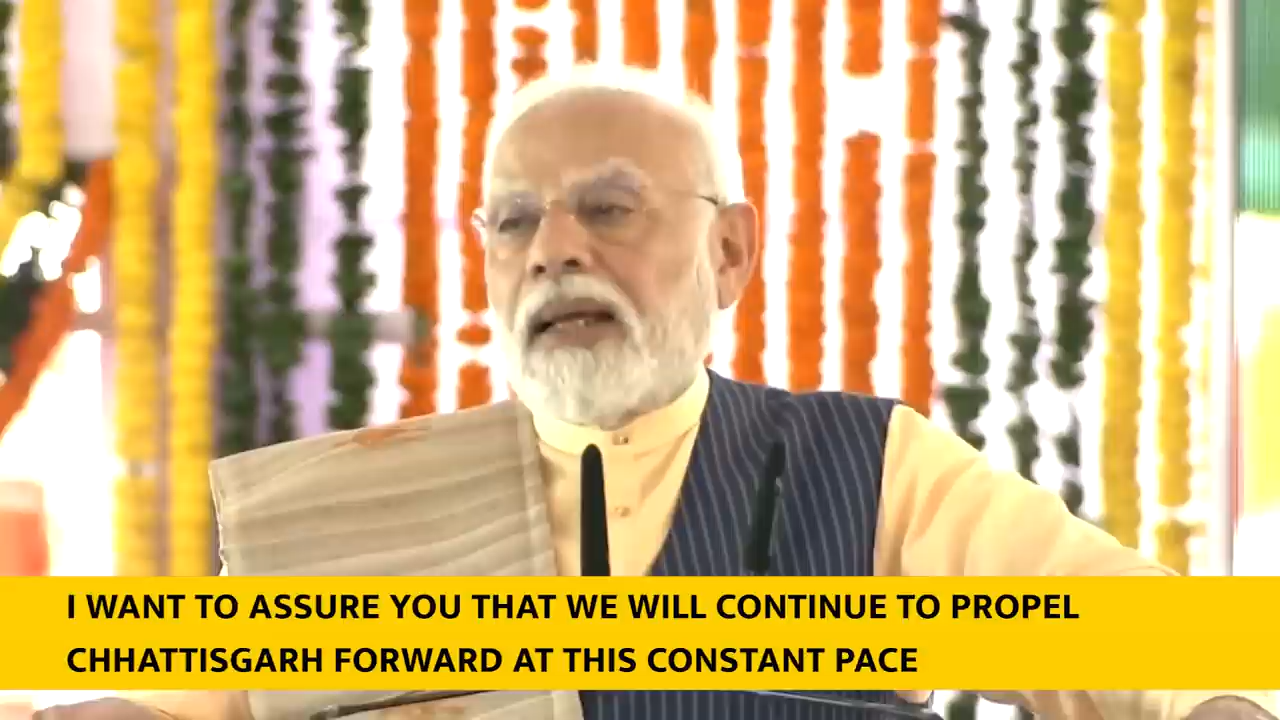 I WANT TO ASSURE YOU THAT WE WILL CONTINUE TO PROPEL
CHHATTISGARH FORWARD AT THIS CONSTANT PACE